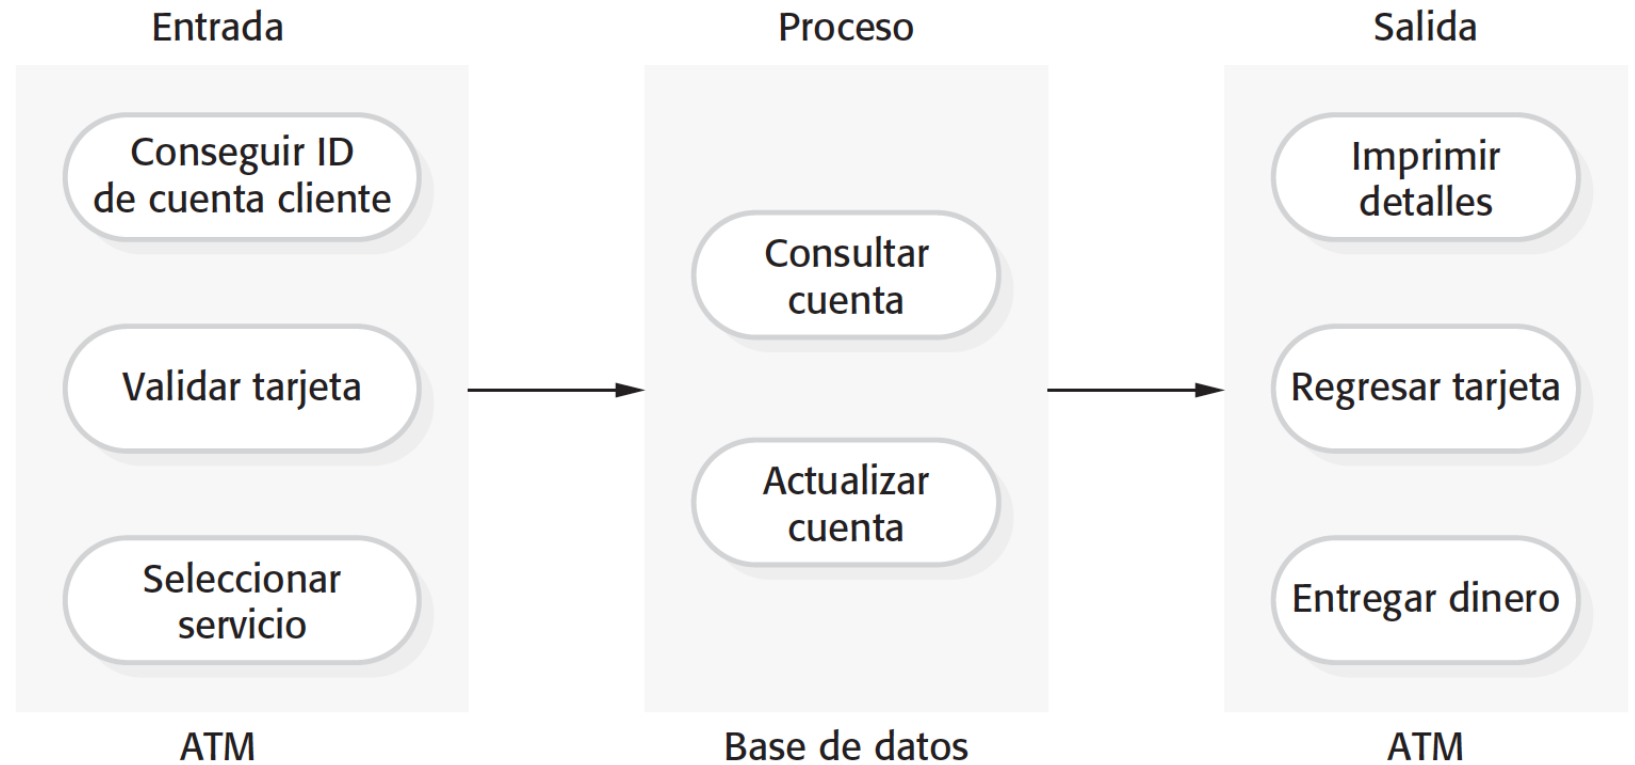 Entrada
Conseguir ID
de cuenta cliente
Validar tarjeta
Seleccionar
servicio
ATM
Proceso
Consultar
cuenta
Actualizar
cuenta
Base de datos
Salida
Imprimir
detalles
Regresar tarjeta
Entregar dinero
ATM